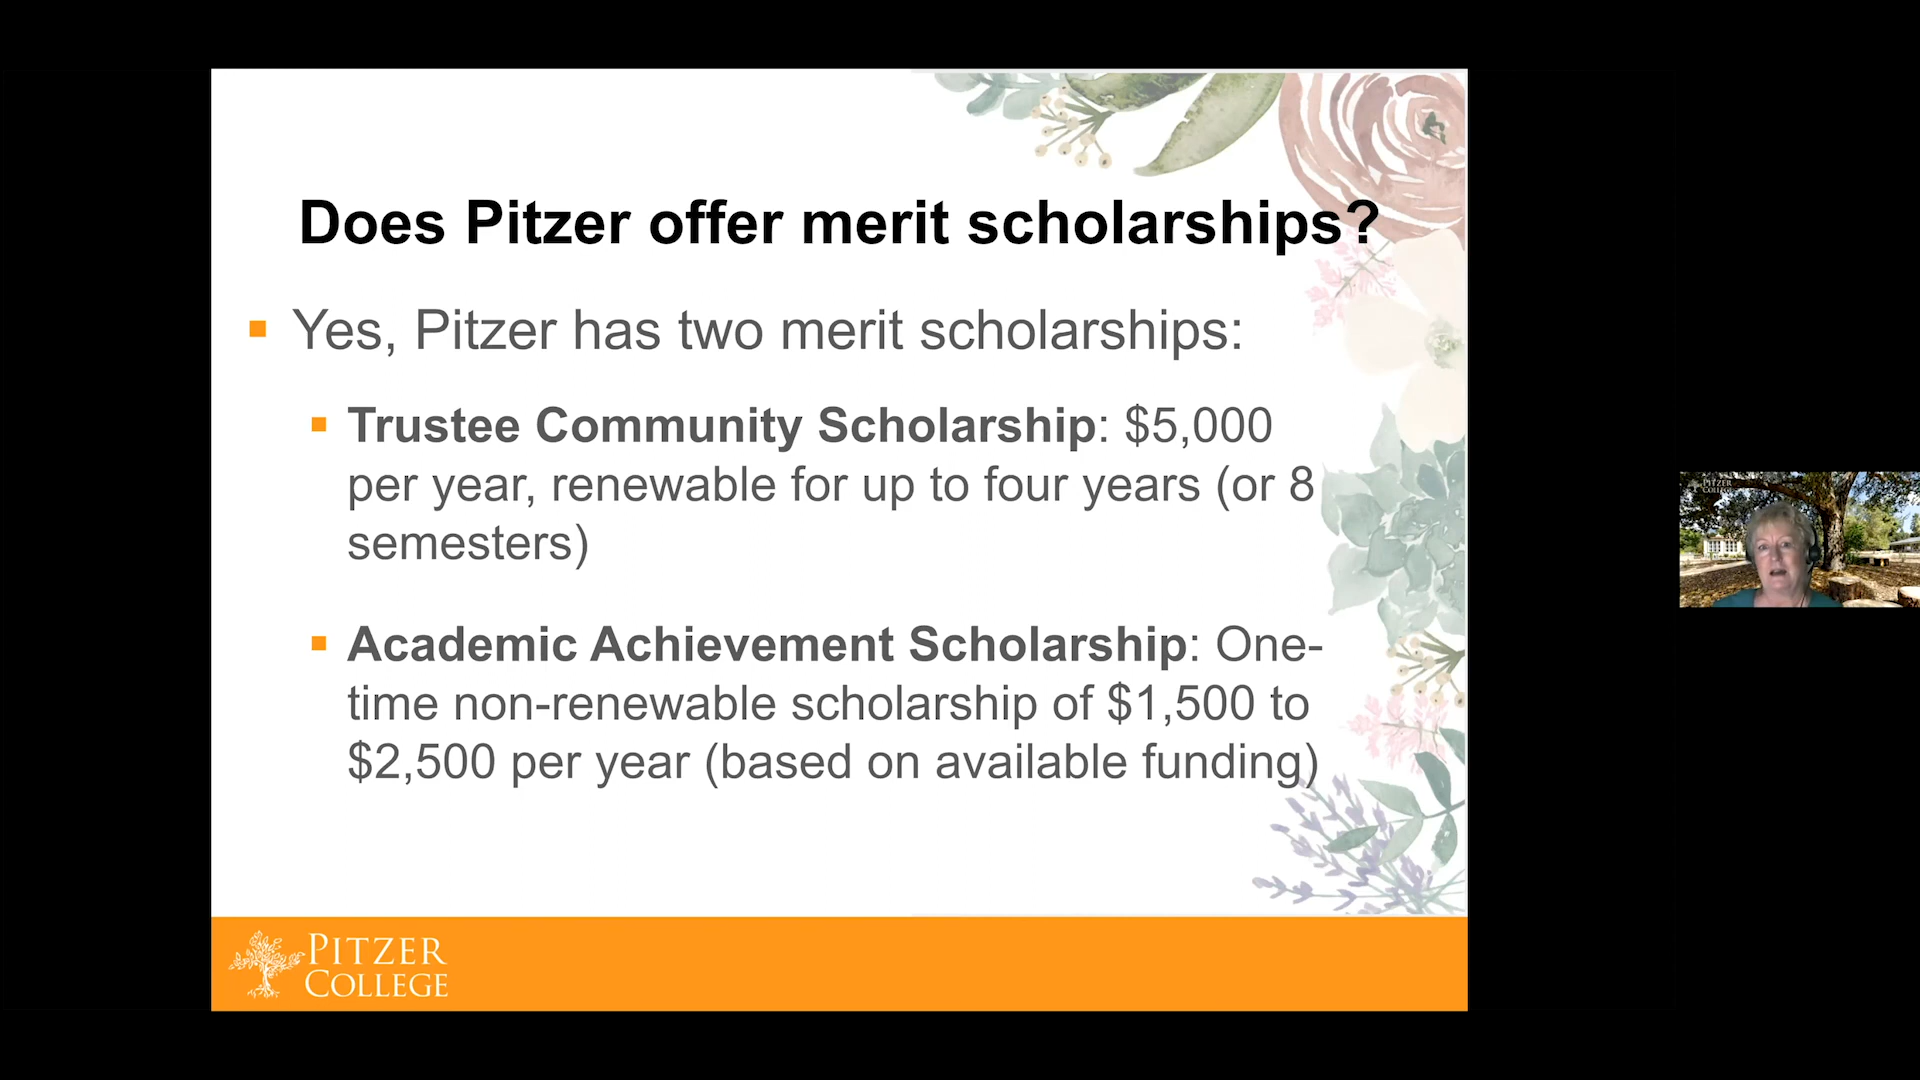 Does Pitzer offer merit scholarships?
Yes, Pitzer has two merit scholarships:
Trustee Community Scholarship: $5,000
per year, renewable for up to four years (or 8
semesters)
Academic Achievement Scholarship: One-
time non-renewable scholarship of $1,500 to
$2,500 per year (based on available funding)
PITZER
COLLEGE
PITZER
COLLEGE